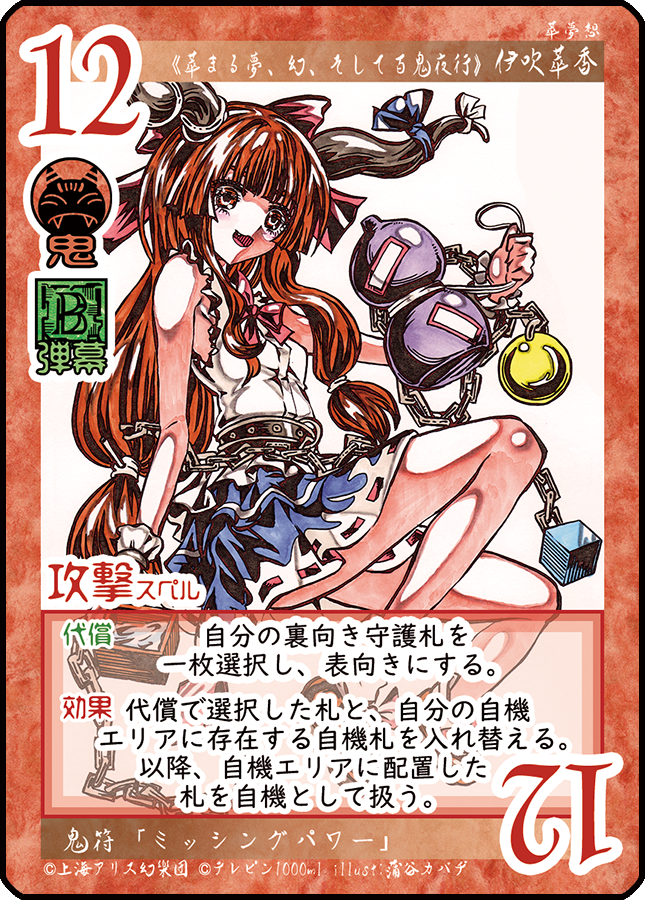 12
萃夢想
《萃まる夢、幻、そして百鬼夜行》伊吹萃香
鬼
B
弾幕
攻撃スペル
代償 自分の裏向き守護札を
一枚選択し、表向きにする。
効果 代償で選択した札と、自分の自機
エリアに存在する自機札を入れ替える。
以降、自機エリアに配置した
札を自機として扱う。
12
鬼符「ミッシングパワー」
©上海アリス幻樂団 ©テレピン1000ml illust:蒲谷カバヂ